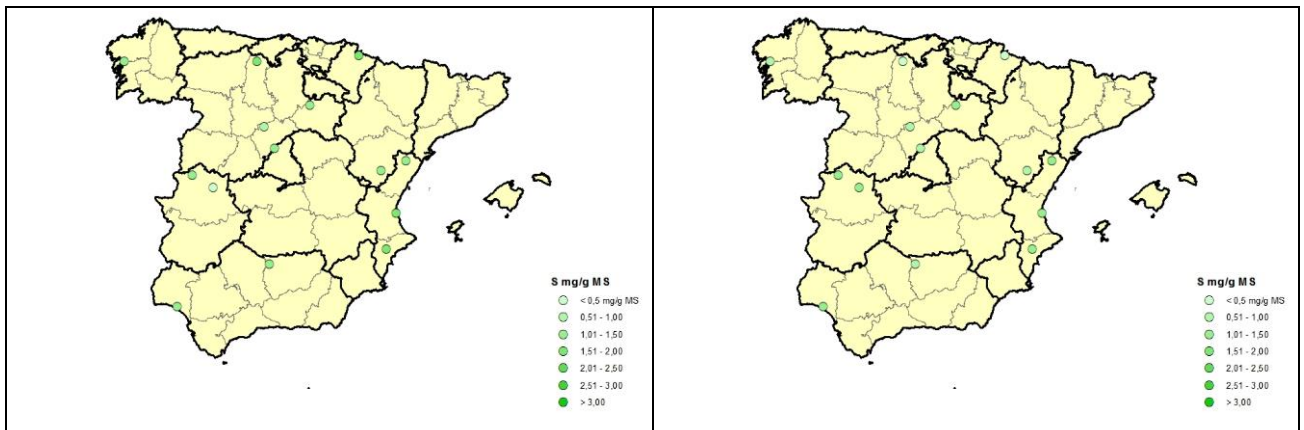 S mg/g MS
< 0,5 mg/g MS
0,51 - 1,00
1,01 - 1,50
1,51 - 2,00
2,01 - 2,50
2,51 - 3,00
> 3,00
S mg/g MS
< 0,5 mg/g MS
0,51 - 1,00
1,01 - 1,50
1,51 - 2,00
2,01 - 2,50
2,51 - 3,00
> 3,00